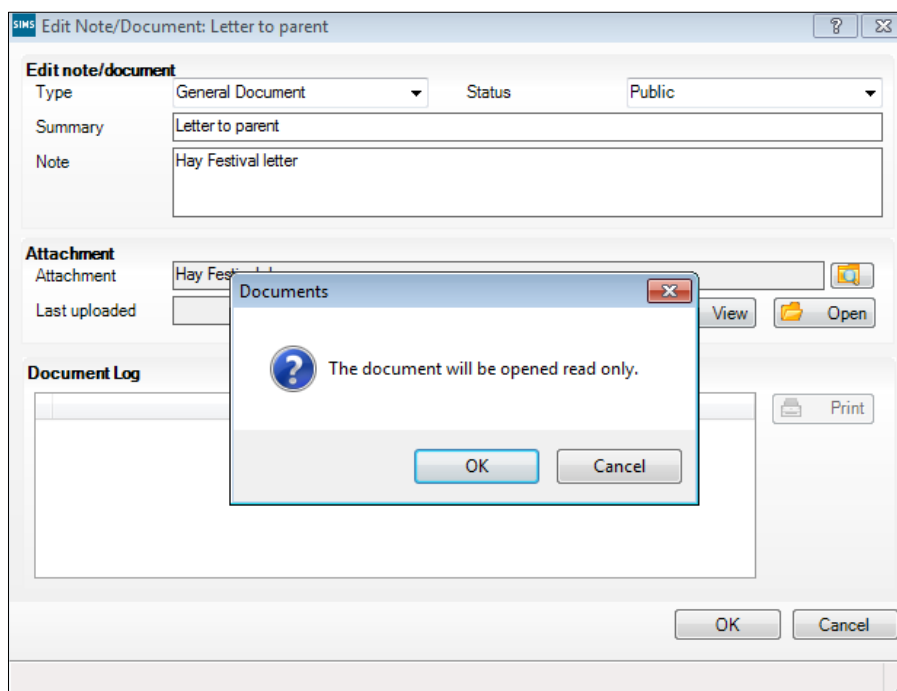 SIMS Edit Note/Document: Letter to parent
Edit note/document
Type General Document Status Public
Summary Letter to parent
Note Hay Festival letter
Attachment
Attachment Hay
Last uploaded View Open
Documents
The document will be opened read only.
OK Cancel
Document Log
Print
OK Cancel